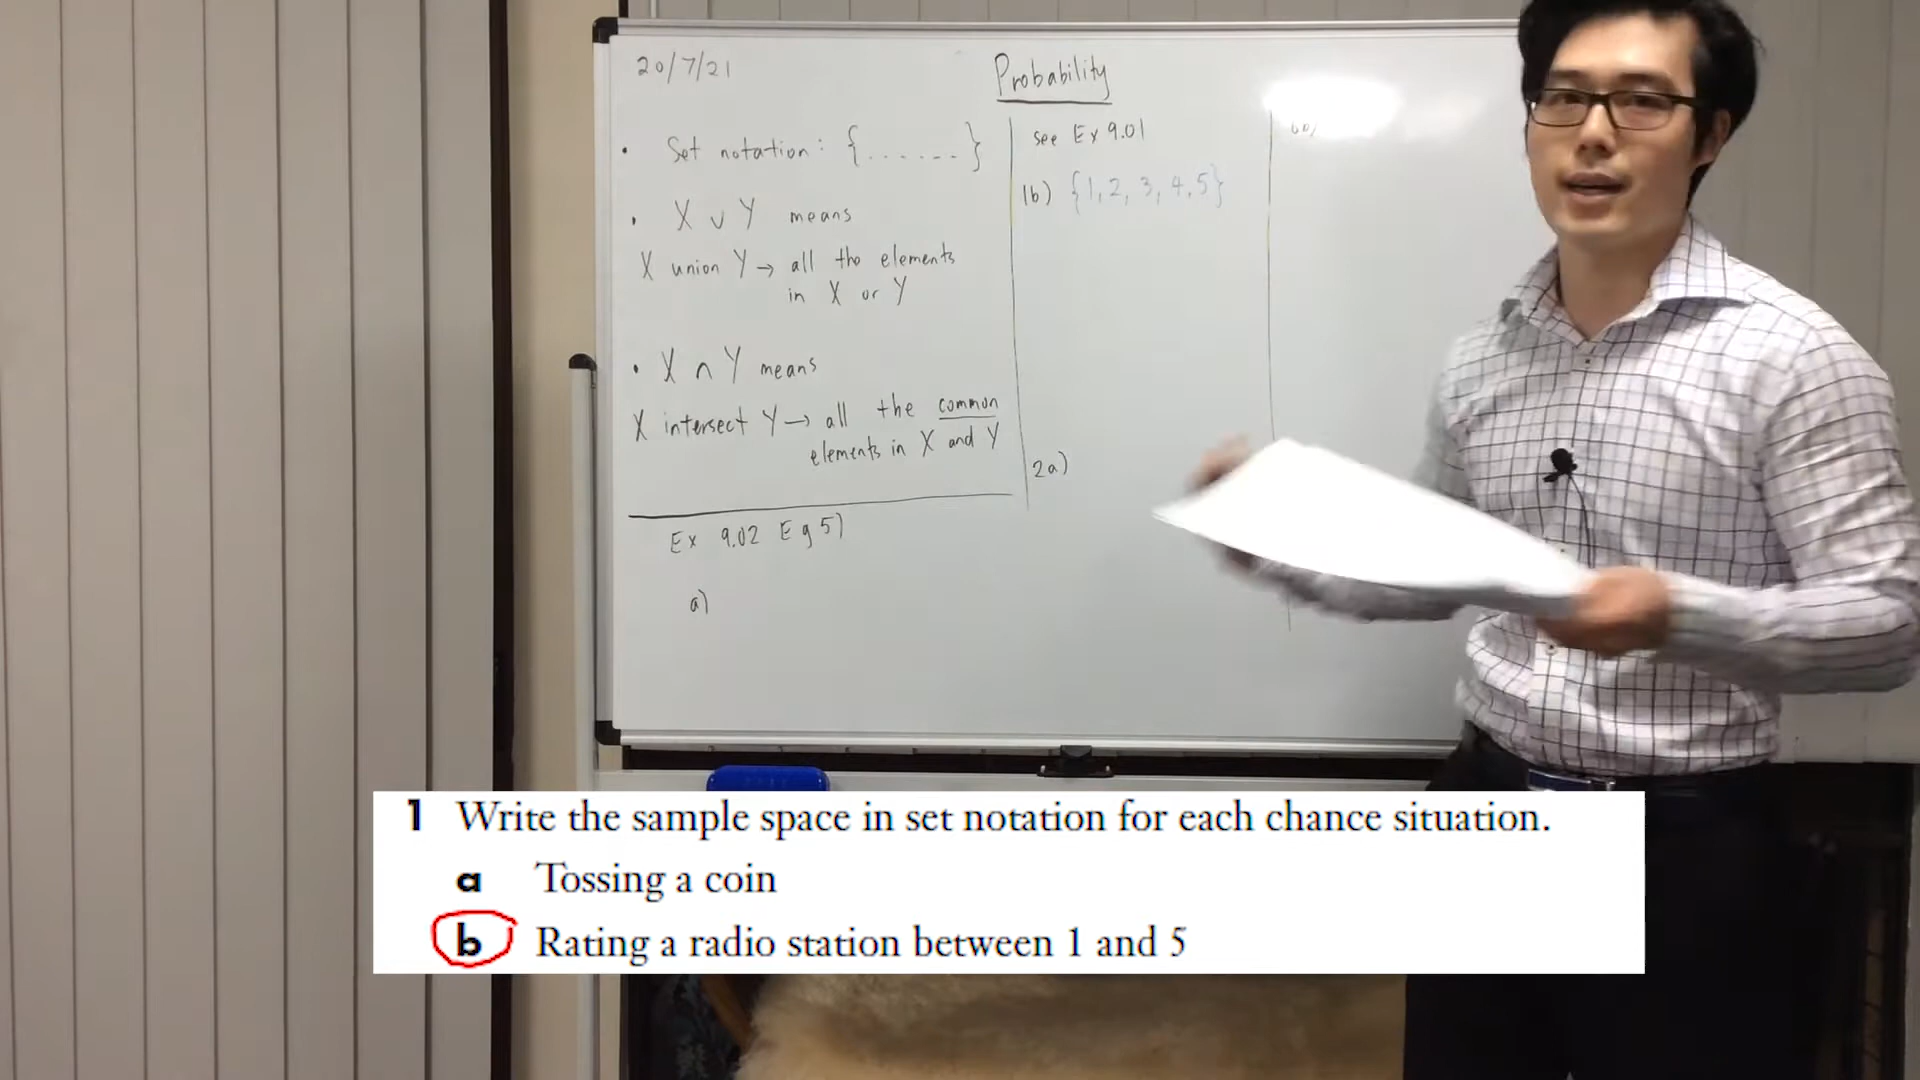 20/7/21
Probability
• Set notation: {......}
• X ∪ Y means
X union Y → all the elements
in X or Y
• X ∩ Y means
X intersect Y → all the common
elements in X and Y
Ex 9.02 Eg 5)
a)
see Ex 9.01
1b) {1, 2, 3, 4, 5}
2a)
1 Write the sample space in set notation for each chance situation.
a Tossing a coin
b Rating a radio station between 1 and 5